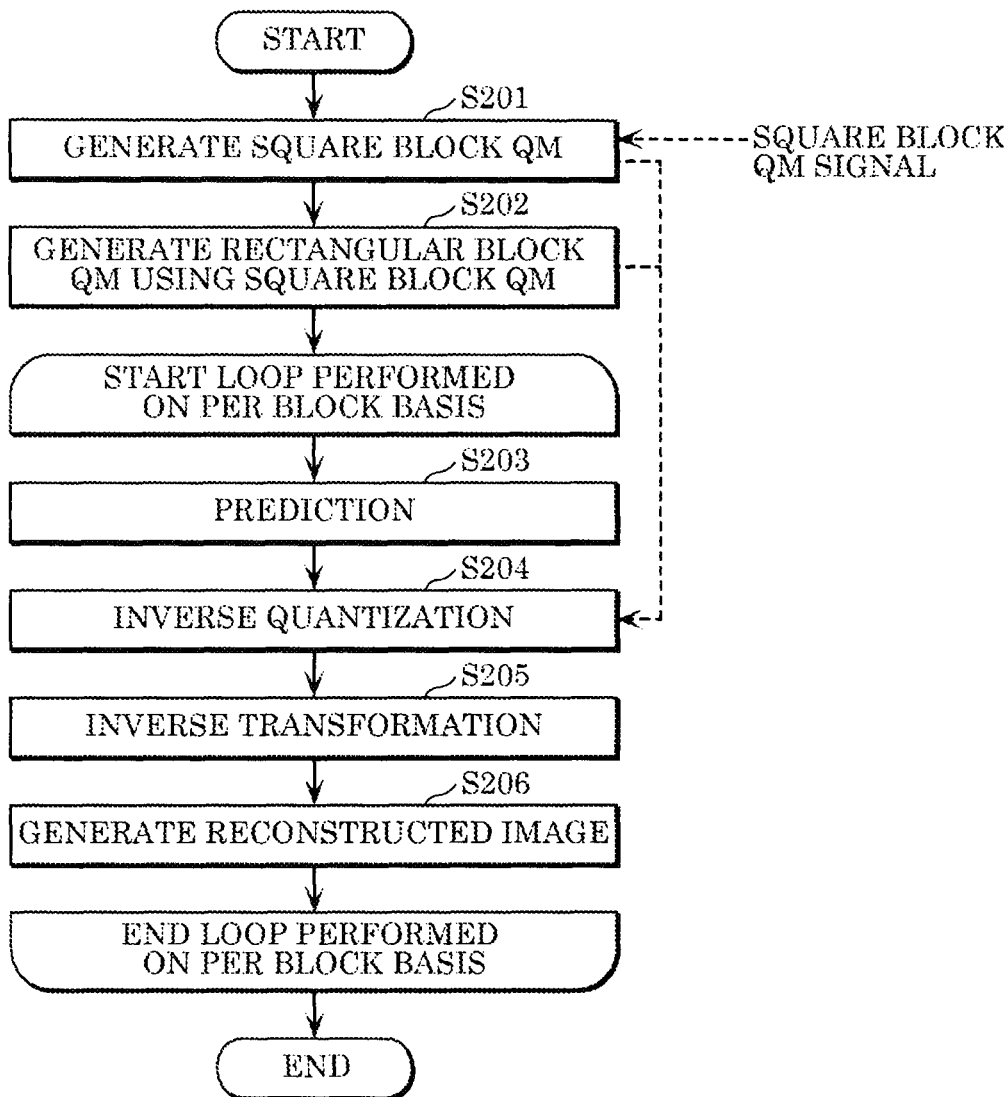 START
S201
GENERATE SQUARE BLOCK QM
SQUARE BLOCK
QM SIGNAL
S202
GENERATE RECTANGULAR BLOCK
QM USING SQUARE BLOCK QM
START LOOP PERFORMED
ON PER BLOCK BASIS
S203
PREDICTION
S204
INVERSE QUANTIZATION
S205
INVERSE TRANSFORMATION
S206
GENERATE RECONSTRUCTED IMAGE
END LOOP PERFORMED
ON PER BLOCK BASIS
END